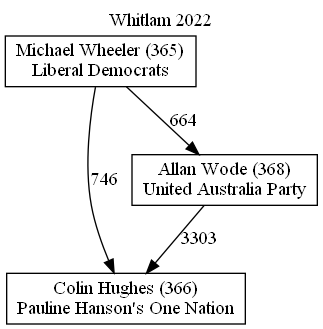 Whitlam 2022
Michael Wheeler (365)
Liberal Democrats
664
Allan Wode (368)
United Australia Party
746
3303
Colin Hughes (366)
Pauline Hanson's One Nation